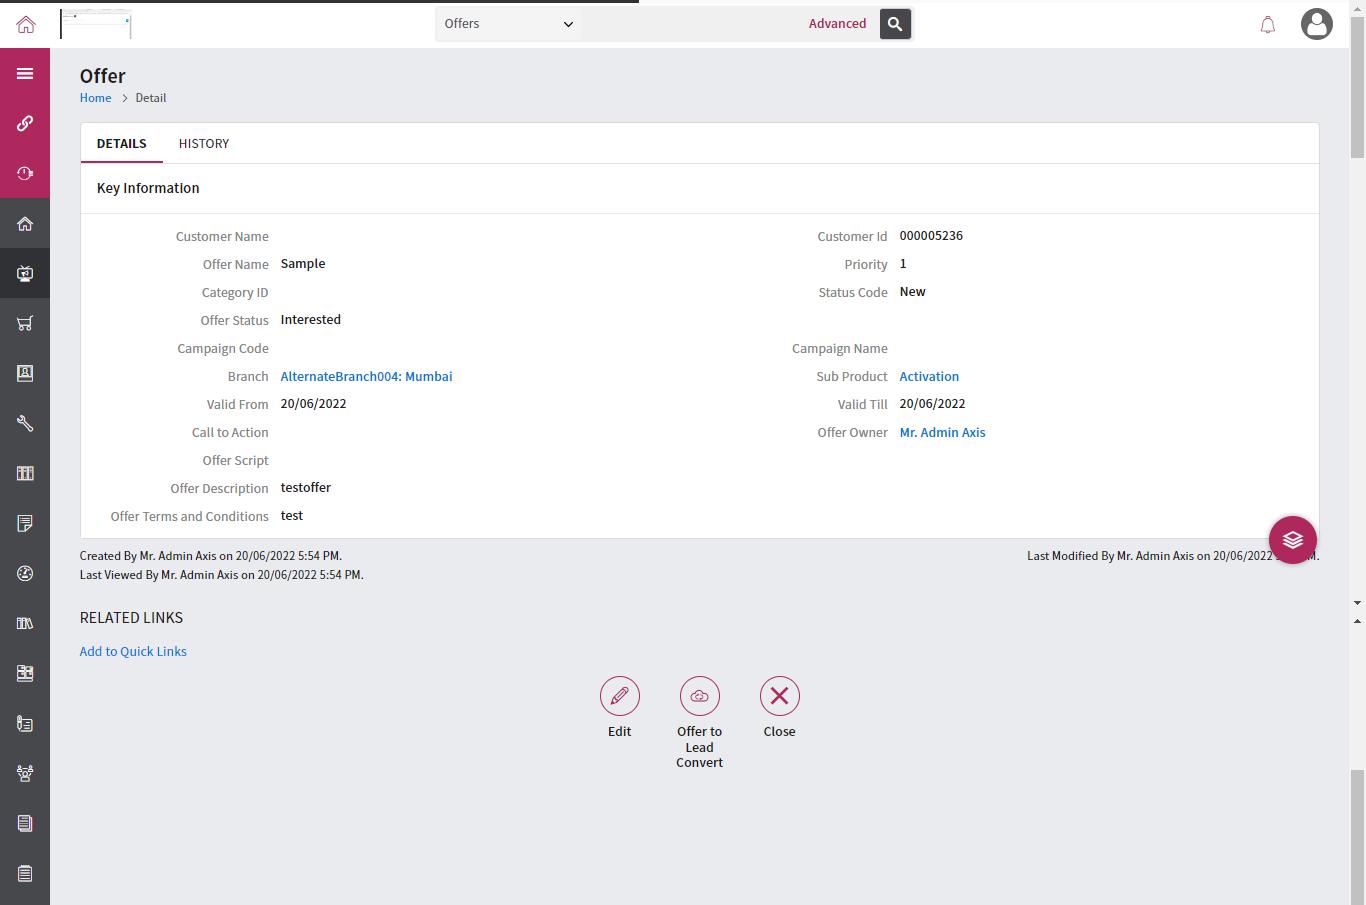 Offers
Advanced
Offer
Home > Detail
DETAILS HISTORY
Key Information
Customer Name
Customer Id 000005236
Offer Name Sample
Priority 1
Category ID
Status Code New
Offer Status Interested
Campaign Code
Campaign Name
Branch AlternateBranch004: Mumbai
Sub Product Activation
Valid From 20/06/2022
Valid Till 20/06/2022
Call to Action
Offer Owner Mr. Admin Axis
Offer Script
Offer Description testoffer
Offer Terms and Conditions test
Created By Mr. Admin Axis on 20/06/2022 5:54 PM.
Last Modified By Mr. Admin Axis on 20/06/2022
Last Viewed By Mr. Admin Axis on 20/06/2022 5:54 PM.
RELATED LINKS
Add to Quick Links
Edit
Offer to
Lead
Convert
Close